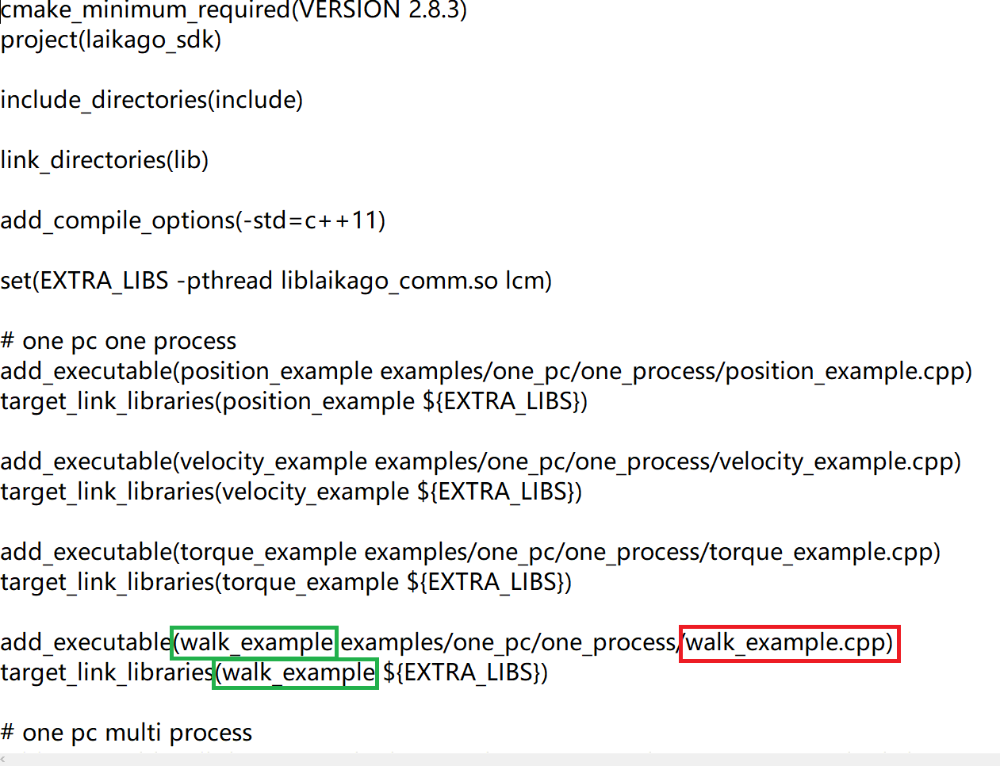 cmake_minimum_required(VERSION 2.8.3)
project(laikago_sdk)
include_directories(include)
link_directories(lib)
add_compile_options(-std=c++11)
set(EXTRA_LIBS -pthread liblaikago_comm.so lcm)
# one pc one process
add_executable(position_example examples/one_pc/one_process/position_example.cpp)
target_link_libraries(position_example ${EXTRA_LIBS})
add_executable(velocity_example examples/one_pc/one_process/velocity_example.cpp)
target_link_libraries(velocity_example ${EXTRA_LIBS})
add_executable(torque_example examples/one_pc/one_process/torque_example.cpp)
target_link_libraries(torque_example ${EXTRA_LIBS})
add_executable(walk_example examples/one_pc/one_process/walk_example.cpp)
target_link_libraries(walk_example ${EXTRA_LIBS})
# one pc multi process